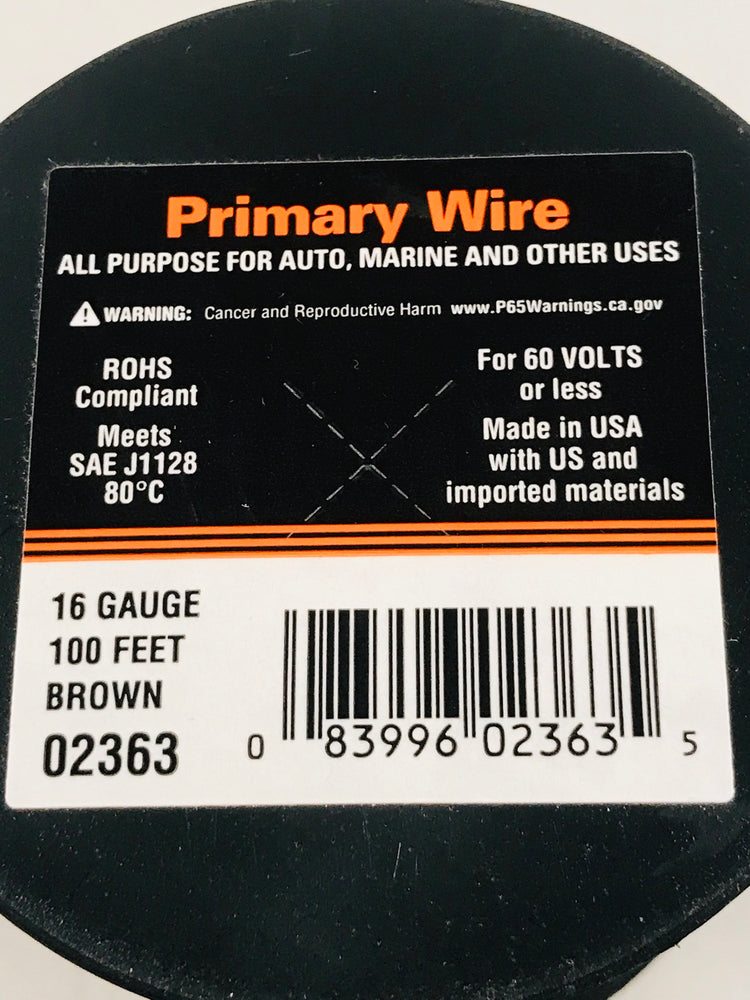 Primary Wire
ALL PURPOSE FOR AUTO, MARINE AND OTHER USES
WARNING: Cancer and Reproductive Harm www.P65Warnings.ca.gov
ROHS
Compliant
Meets
SAE J1128
80°C
For 60 VOLTS
or less
Made in USA
with US and
imported materials
16 GAUGE
100 FEET
BROWN
02363
0 83996 02363 5